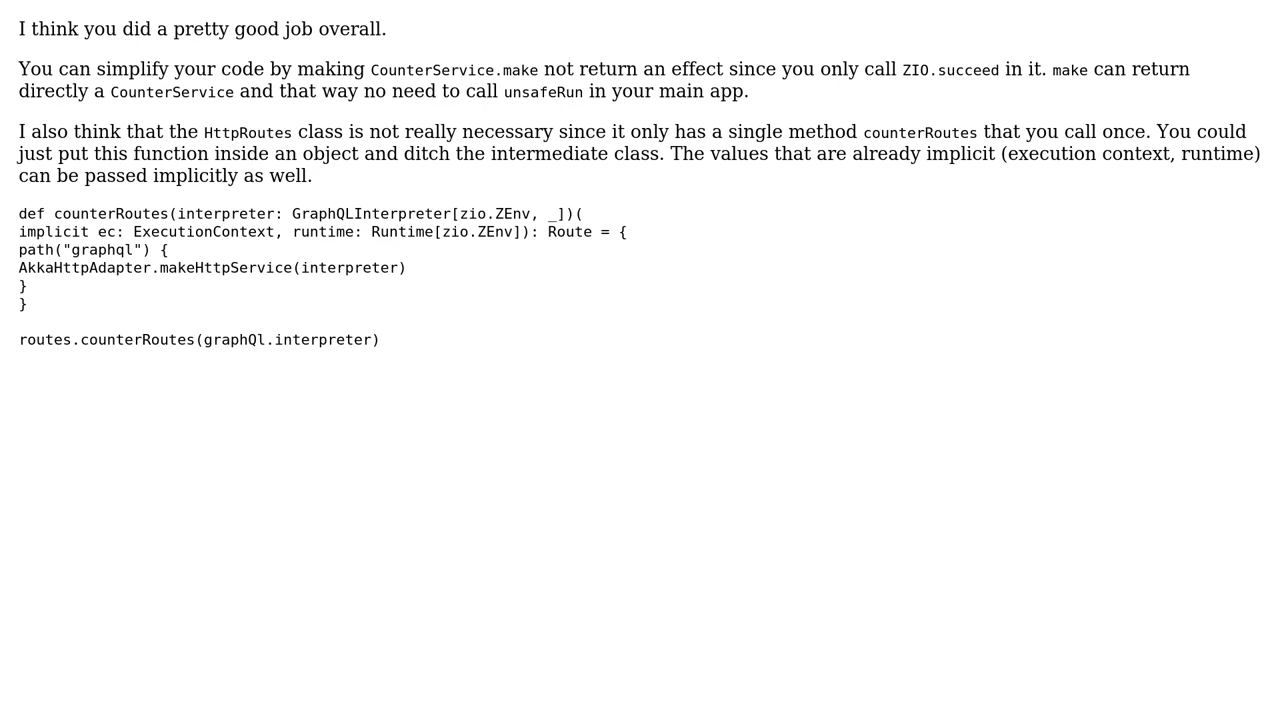 I think you did a pretty good job overall.
You can simplify your code by making CounterService.make not return an effect since you only call ZIO.succeed in it. make can return
directly a CounterService and that way no need to call unsafeRun in your main app.
I also think that the HttpRoutes class is not really necessary since it only has a single method counterRoutes that you call once. You could
just put this function inside an object and ditch the intermediate class. The values that are already implicit (execution context, runtime)
can be passed implicitly as well.
def counterRoutes(interpreter: GraphQLInterpreter[zio.ZEnv, _])(
implicit ec: ExecutionContext, runtime: Runtime[zio.ZEnv]): Route = {
path("graphql") {
AkkaHttpAdapter.makeHttpService(interpreter)
}
}
routes.counterRoutes(graphQl.interpreter)